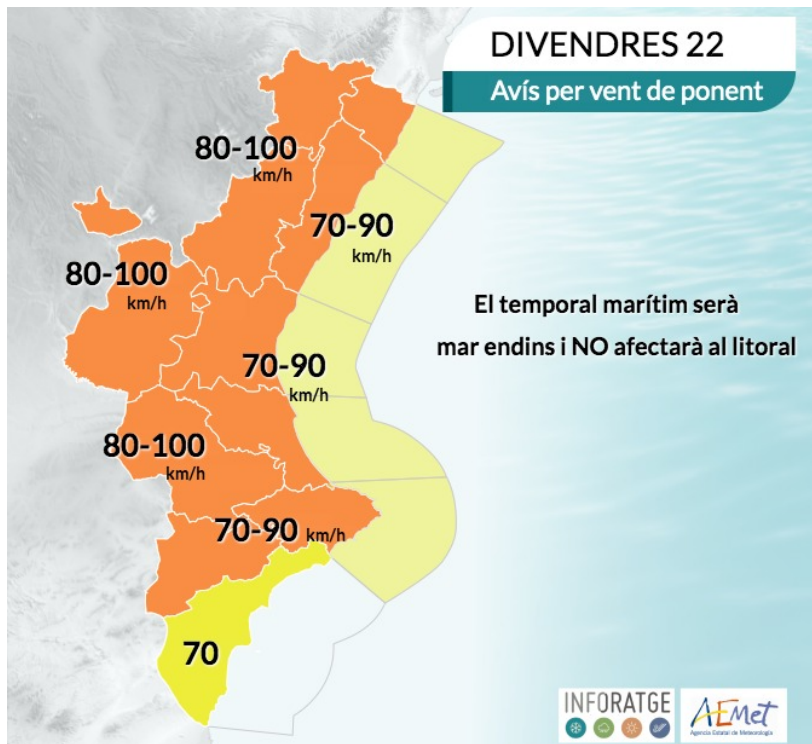 DIVENDRES 22
Avís per vent de ponent
80-100
km/h
70-90
km/h
80-100
km/h
El temporal marítim serà
mar endins i NO afectarà al litoral
70-90
km/h
80-100
km/h
70-90 km/h
70
INFORATGE
AEMet
Agencia Estatal de Meteorología